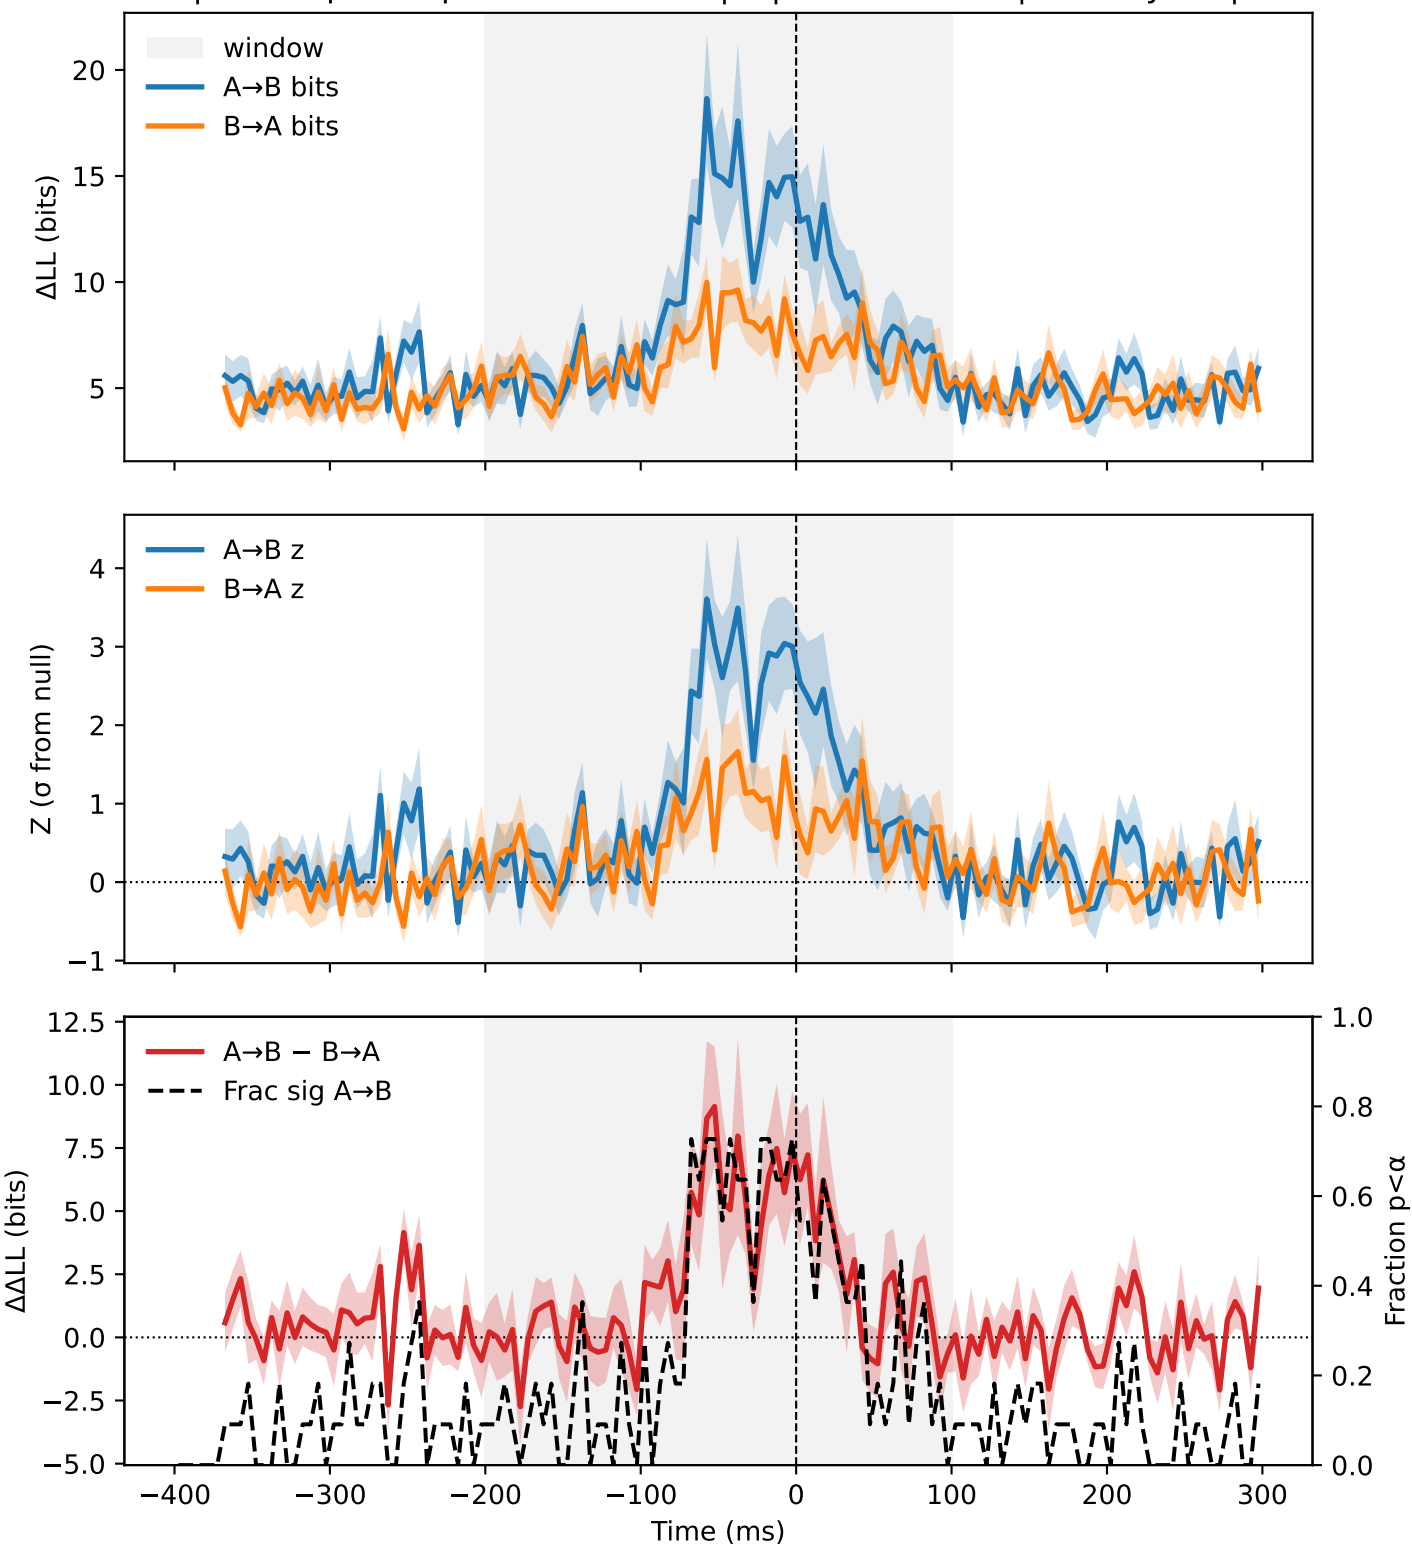 window
A→B bits
B→A bits
ΔLL (bits)
20
15
10
5
A→B z
B→A z
Z (σ from null)
4
3
2
1
0
−1
A→B − B→A
Frac sig A→B
ΔΔLL (bits)
12.5
10.0
7.5
5.0
2.5
0.0
−2.5
−5.0
1.0
0.8
0.6
0.4
0.2
0.0
Fraction p<α
−400 −300 −200 −100 0 100 200 300
Time (ms)